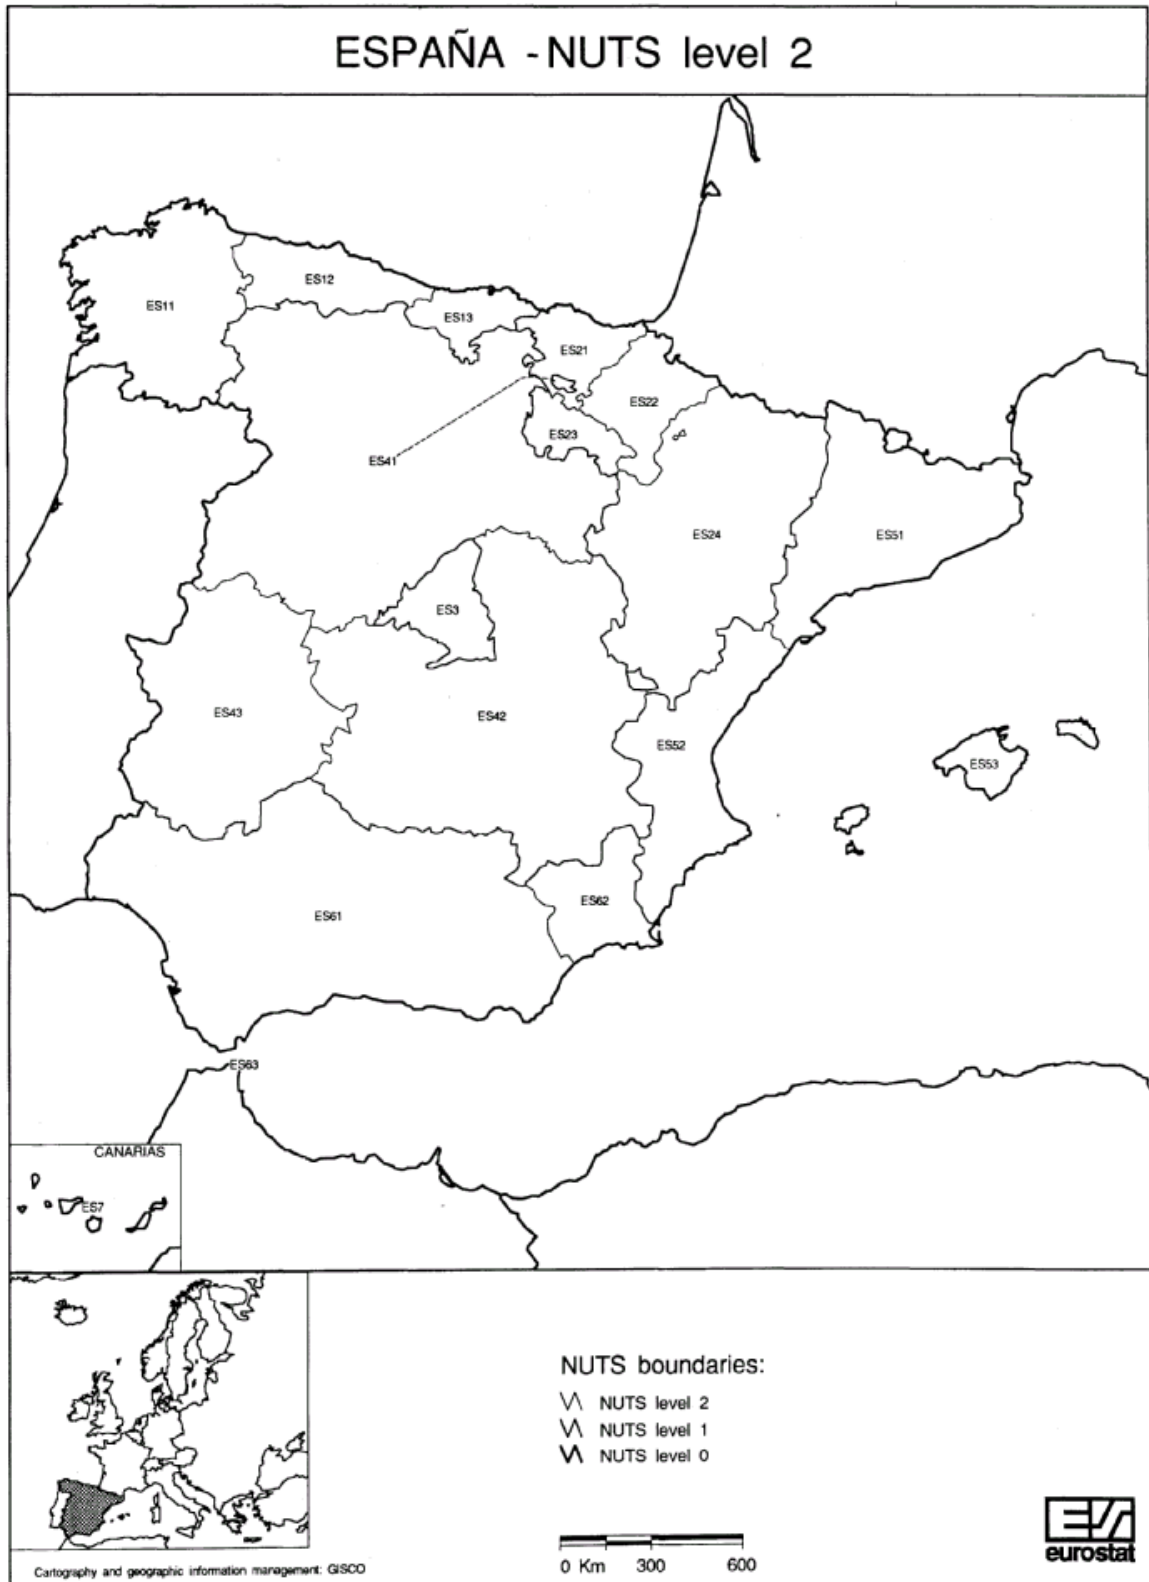 ESPAÑA - NUTS level 2
ES12
ES11
ES13
ES21
ES22
ES23
ES41
ES24
ES51
ES3
ES43
ES42
ES52
ES53
ES62
ES61
ES63
CANARIAS
ES7
NUTS boundaries:
NUTS level 2
NUTS level 1
NUTS level 0
0 Km 300 600
eurostat
Cartography and geographic information management: GISCO